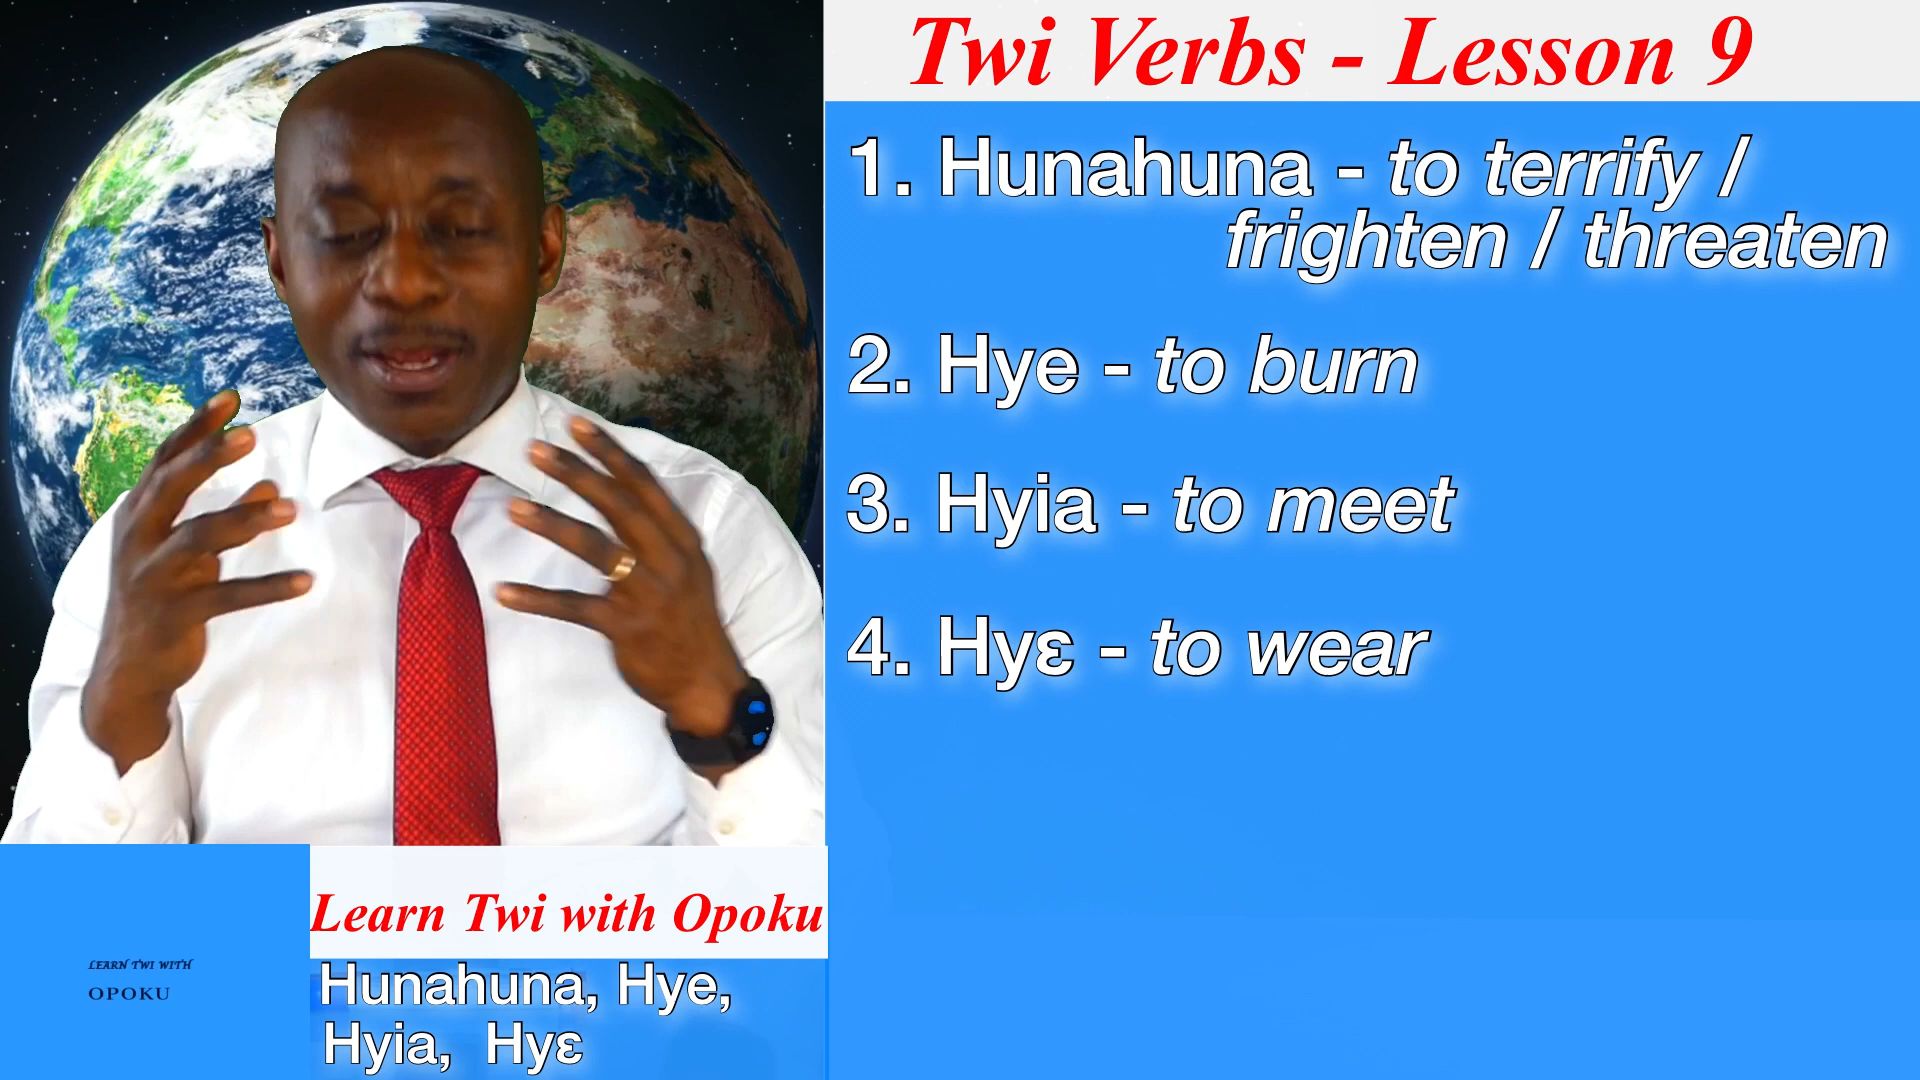 Twi Verbs - Lesson 9
1. Hunahuna - to terrify /
frighten / threaten
2. Hye - to burn
3. Hyia - to meet
4. Hyɛ - to wear
Learn Twi with Opoku
LEARN TWI WITH
OPOKU
Hunahuna, Hye,
Hyia, Hyɛ